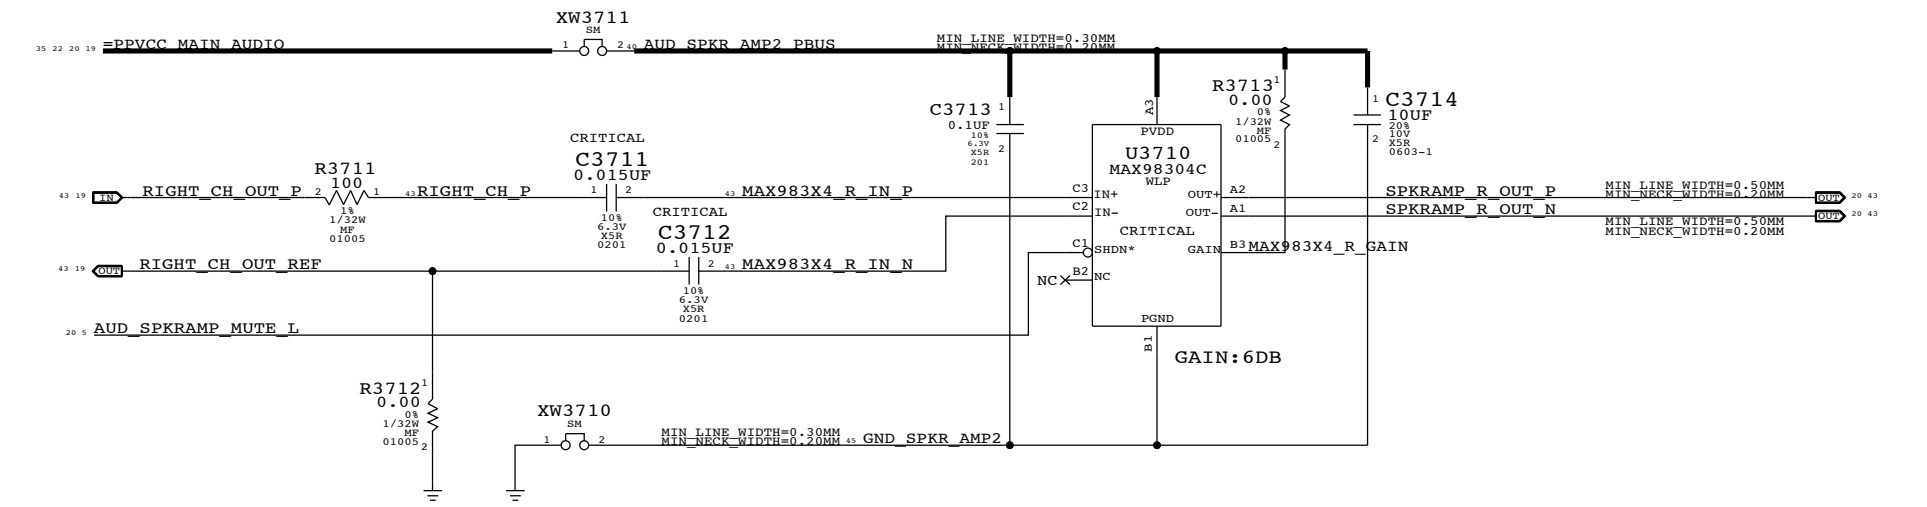 XW3711
SM
35 22 20 19 =PPVCC_MAIN_AUDIO 1 2 40 AUD_SPKR_AMP2_PBUS
MIN_LINE_WIDTH=0.30MM
MIN_NECK_WIDTH=0.20MM
C3713 1
0.1UF
10%
6.3V
X5R
201
2
A3
R3713 1
0.00
0%
1/32W
MF
01005
2
1 C3714
10UF
20%
10V
X5R
0603-1
2
CRITICAL
C3711
0.015UF
1 2
10%
6.3V
X5R
0201
R3711
100
43 19 IN RIGHT_CH_OUT_P 2 1 43 RIGHT_CH_P
1%
1/32W
MF
01005
43 MAX983X4_R_IN_P
CRITICAL
C3712
0.015UF
1 2
10%
6.3V
X5R
0201
43 19 OUT RIGHT_CH_OUT_REF
43 MAX983X4_R_IN_N
20 5 AUD_SPKRAMP_MUTE_L
PVDD
U3710
MAX98304C
WLP
C3 IN+ OUT+ A2
C2 IN- OUT- A1
CRITICAL
C1 SHDN* GAIN B3 MAX983X4_R_GAIN
NC B2 NC
PGND
B1
GAIN:6DB
SPKRAMP_R_OUT_P
MIN_LINE_WIDTH=0.50MM
MIN_NECK_WIDTH=0.20MM
OUT 20 43
SPKRAMP_R_OUT_N
MIN_LINE_WIDTH=0.50MM
MIN_NECK_WIDTH=0.20MM
OUT 20 43
R3712 1
0.00
0%
1/32W
MF
01005
2
XW3710
SM
1 2
MIN_LINE_WIDTH=0.30MM
MIN_NECK_WIDTH=0.20MM
45 GND_SPKR_AMP2